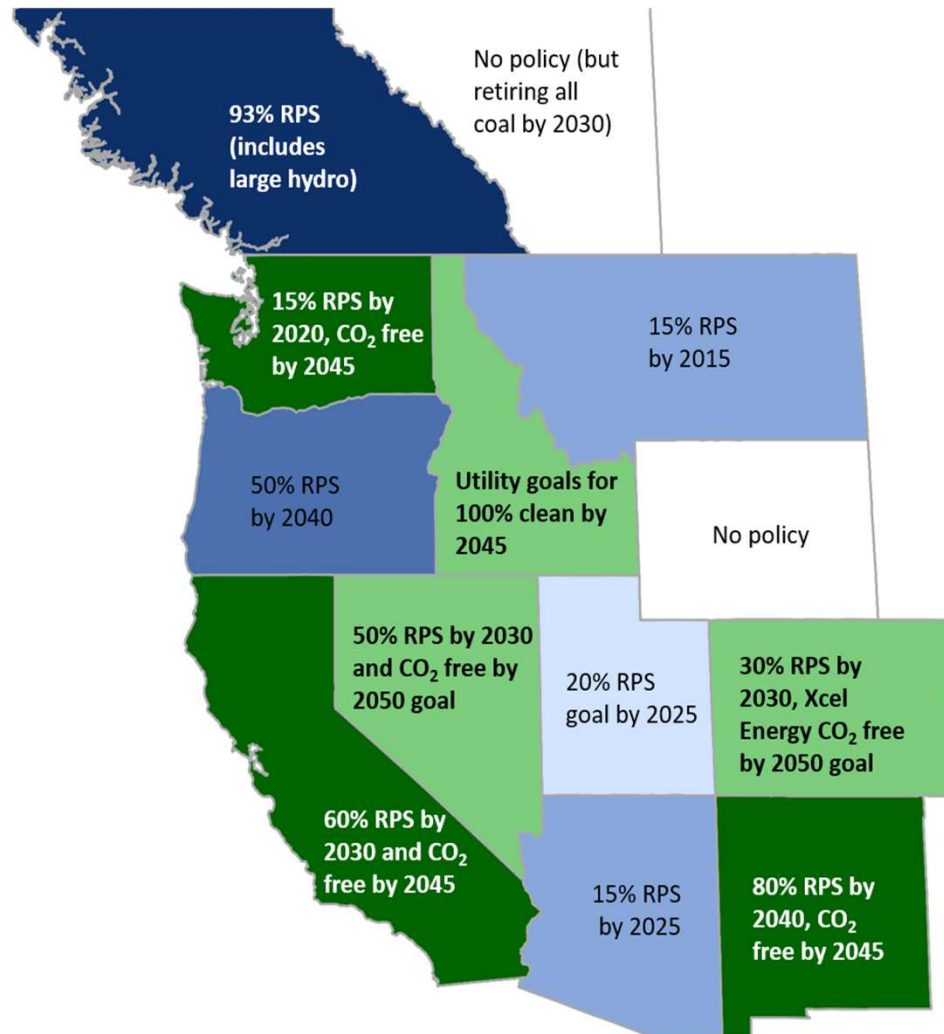 No policy (but
retiring all
coal by 2030)
93% RPS
(includes
large hydro)
15% RPS by
2020, CO₂ free
by 2045
15% RPS
by 2015
50% RPS
by 2040
Utility goals for
100% clean by
2045
No policy
50% RPS by 2030
and CO₂ free by
2050 goal
20% RPS
goal by 2025
30% RPS by
2030, Xcel
Energy CO₂ free
by 2050 goal
60% RPS by
2030 and CO₂
free by 2045
15% RPS
by 2025
80% RPS by
2040, CO₂
free by 2045